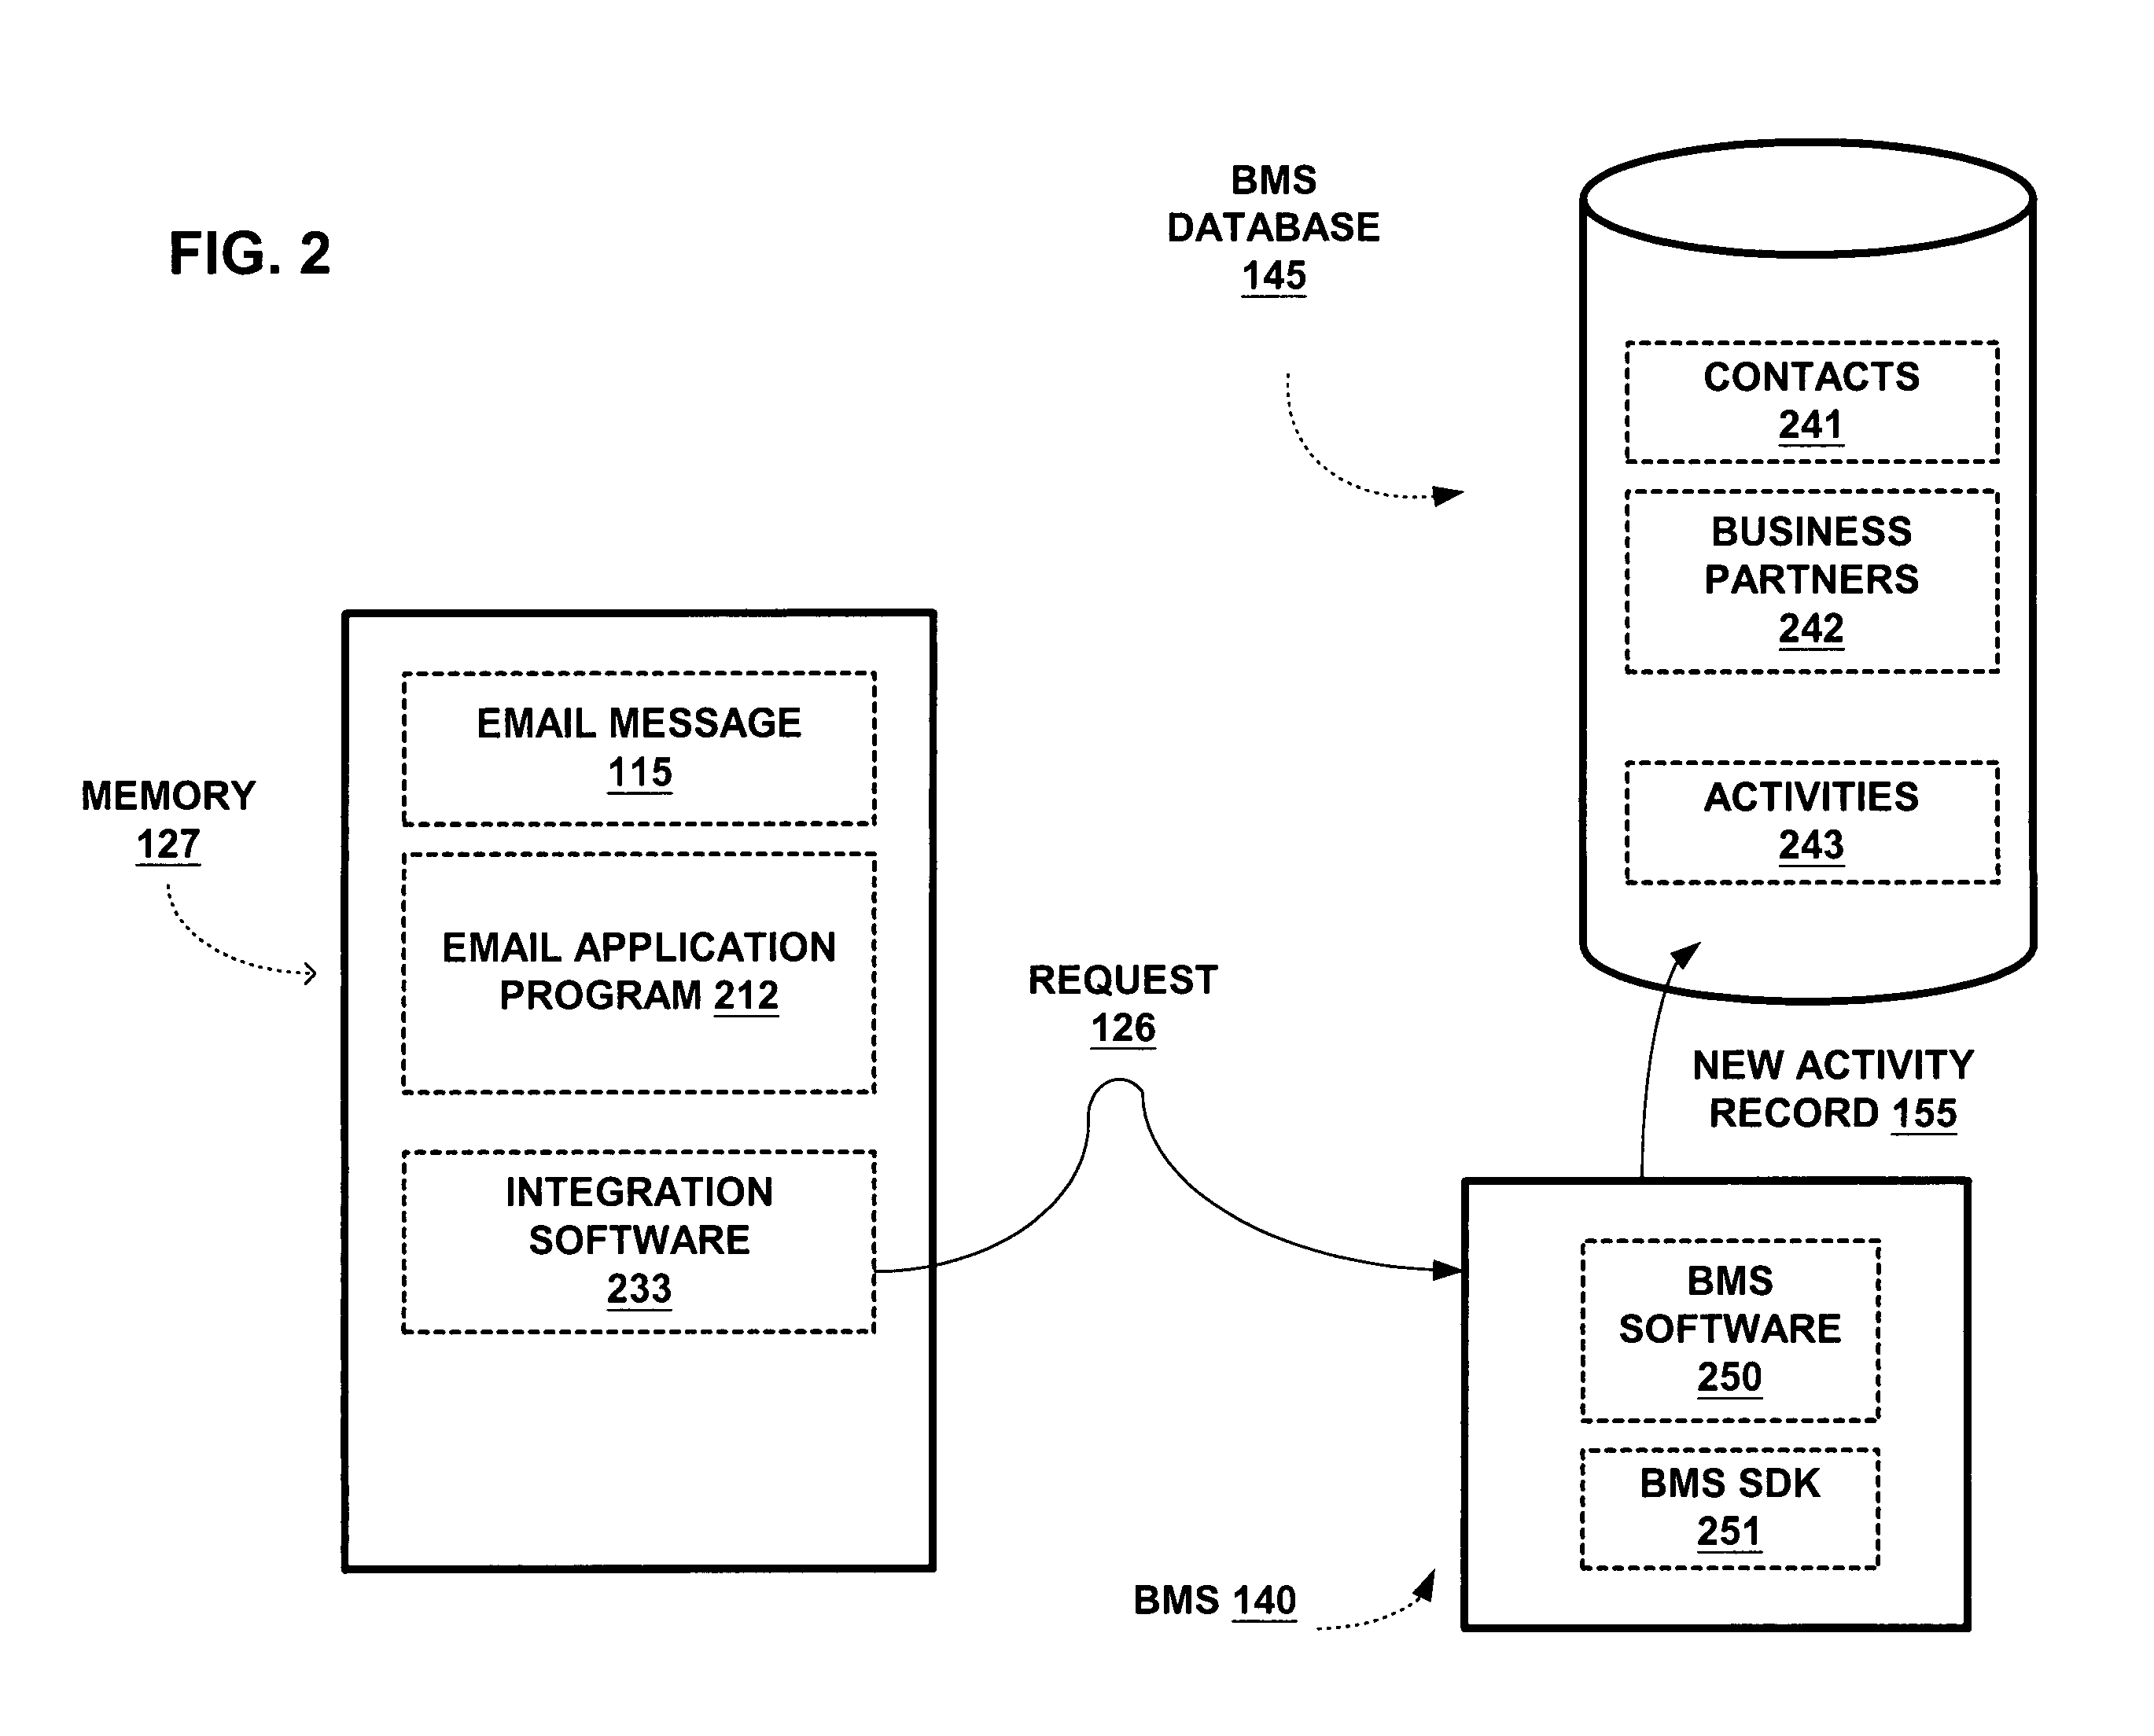 FIG. 2
BMS
DATABASE
145
CONTACTS
241
BUSINESS
PARTNERS
242
ACTIVITIES
243
MEMORY
127
EMAIL MESSAGE
115
EMAIL APPLICATION
PROGRAM 212
INTEGRATION
SOFTWARE
233
REQUEST
126
NEW ACTIVITY
RECORD 155
BMS
SOFTWARE
250
BMS SDK
251
BMS 140